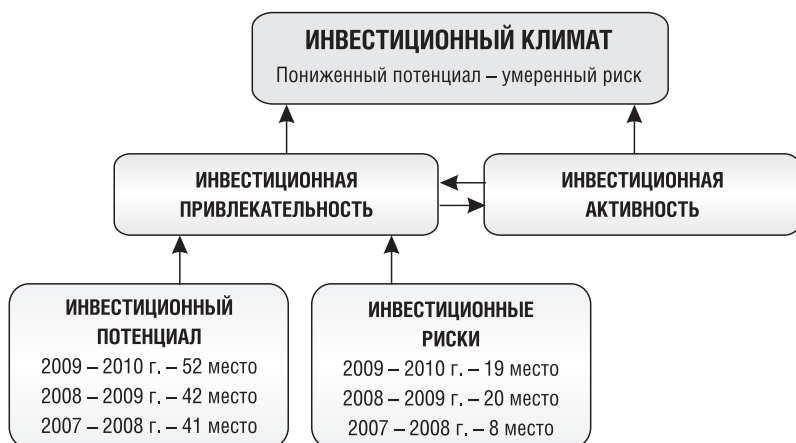 ИНВЕСТИЦИОННЫЙ КЛИМАТ
Пониженный потенциал – умеренный риск
ИНВЕСТИЦИОННАЯ
ПРИВЛЕКАТЕЛЬНОСТЬ
ИНВЕСТИЦИОННАЯ
АКТИВНОСТЬ
ИНВЕСТИЦИОННЫЙ
ПОТЕНЦИАЛ
2009 – 2010 г. – 52 место
2008 – 2009 г. – 42 место
2007 – 2008 г. – 41 место
ИНВЕСТИЦИОННЫЕ
РИСКИ
2009 – 2010 г. – 19 место
2008 – 2009 г. – 20 место
2007 – 2008 г. – 8 место